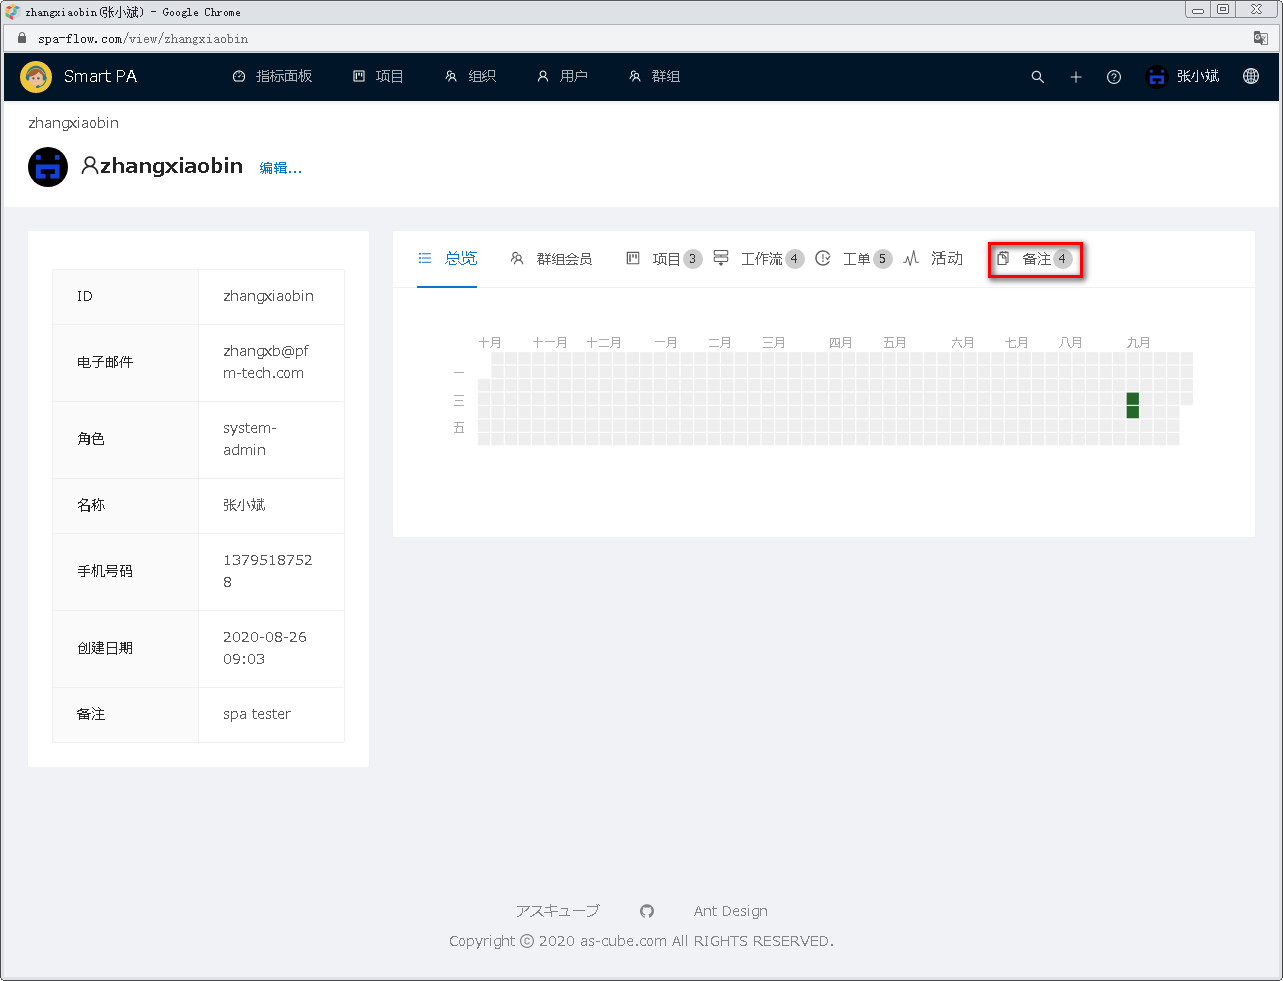 zhangxiaobin(张小斌) - Google Chrome
spa-flow.com/view/zhangxiaobin
Smart PA 指标面板 项目 组织 用户 群组 张小斌
zhangxiaobin
zhangxiaobin 编辑...
总览 群组会员 项目 3 工作流 4 工单 5 活动 备注 4
ID zhangxiaobin
电子邮件 zhangxb@pf
m-tech.com
角色 system-
admin
名称 张小斌
手机号码 1379518752
8
创建日期 2020-08-26
09:03
备注 spa tester
十月 十一月 十二月 一月 二月 三月 四月 五月 六月 七月 八月 九月
一
三
五
アスキューブ Ant Design
Copyright © 2020 as-cube.com All RIGHTS RESERVED.